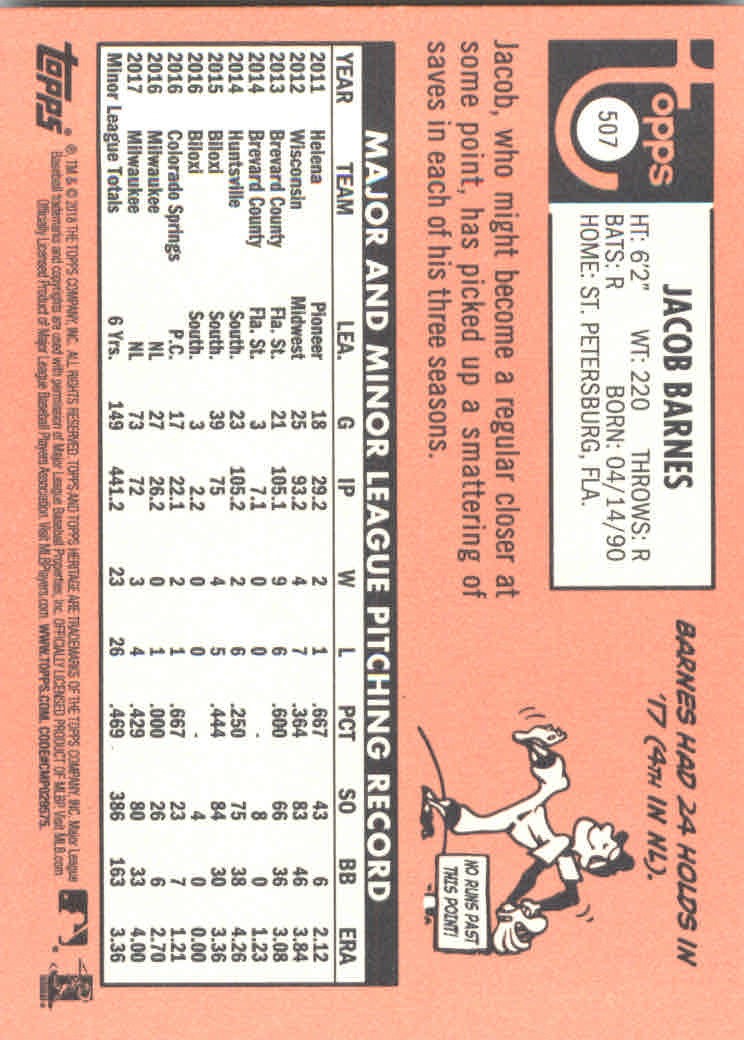 Topps
507
JACOB BARNES
HT: 6'2" WT: 220 THROWS: R
BATS: R BORN: 04/14/90
HOME: ST. PETERSBURG, FLA.
BARNES HAD 24 HOLDS IN
'17 (4TH IN NL).
NO RUNS PAST
THIS POINT!
Jacob, who might become a regular closer at
some point, has picked up a smattering of
saves in each of his three seasons.
MAJOR AND MINOR LEAGUE PITCHING RECORD
YEAR TEAM LEA. G IP W L PCT SO BB ERA
2011 Helena Pioneer 18 29.2 2 1 .667 43 6 2.12
2012 Wisconsin Midwest 25 93.2 4 7 .364 83 46 3.84
2013 Brevard County Fla. St. 21 105.1 9 6 .600 66 36 3.08
2014 Brevard County Fla. St. 3 7.1 0 0 - 8 0 1.23
2014 Huntsville South. 23 105.2 2 6 .250 75 38 4.26
2015 Biloxi South. 39 75 4 5 .444 84 30 3.36
2016 Biloxi South. 3 2.2 0 0 - 4 0 0.00
2016 Colorado Springs P.C. 17 22.1 2 1 .667 23 7 1.21
2016 Milwaukee NL 27 26.2 0 1 .000 26 6 2.70
2017 Milwaukee NL 73 72 3 4 .429 80 33 4.00
Minor League Totals 6 Yrs. 149 441.2 23 26 .469 386 163 3.36
topps®
®, TM & © 2018 THE TOPPS COMPANY, INC. ALL RIGHTS RESERVED. TOPPS AND TOPPS HERITAGE ARE TRADEMARKS OF THE TOPPS COMPANY, INC. Major League
Baseball trademarks and copyrights are used with permission of Major League Baseball Properties, Inc. OFFICIALLY LICENSED PRODUCT OF MLBP. Visit MLB.com
Officially Licensed Product of Major League Baseball Players Association. Visit MLBPlayers.com WWW.TOPPS.COM. CODE#CMP029575.